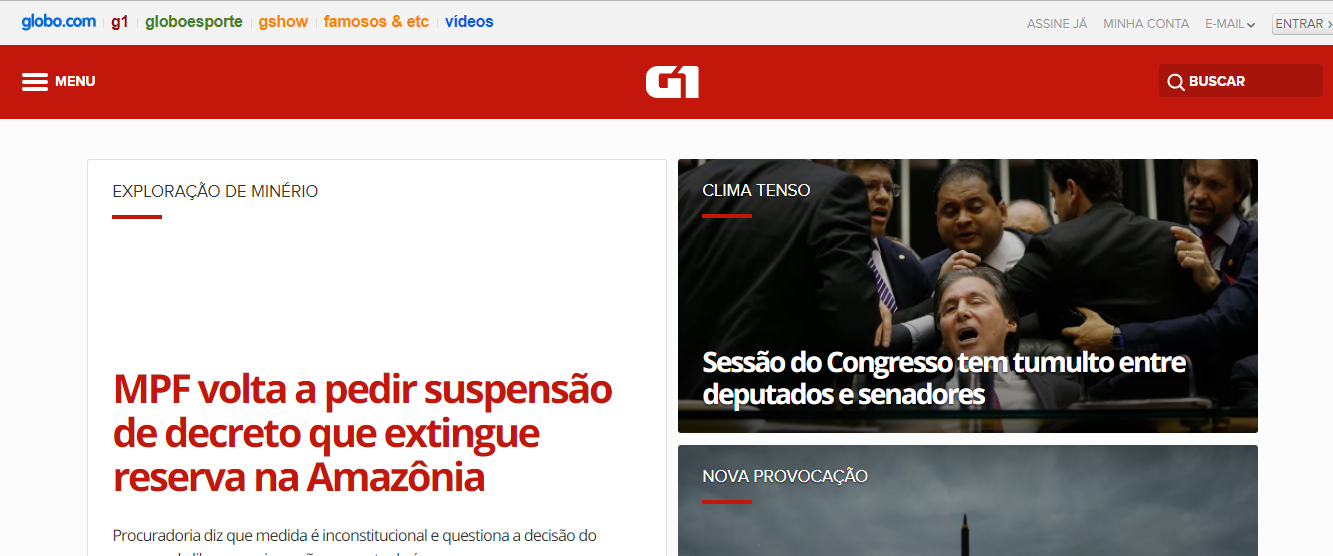 globo.com g1 globoesporte gshow famosos & etc vídeos
ASSINE JÁ MINHA CONTA E-MAIL ENTRAR
MENU
G1
BUSCAR
EXPLORAÇÃO DE MINÉRIO
MPF volta a pedir suspensão
de decreto que extingue
reserva na Amazônia
Procuradoria diz que medida é inconstitucional e questiona a decisão do
CLIMA TENSO
Sessão do Congresso tem tumulto entre
deputados e senadores
NOVA PROVOCAÇÃO